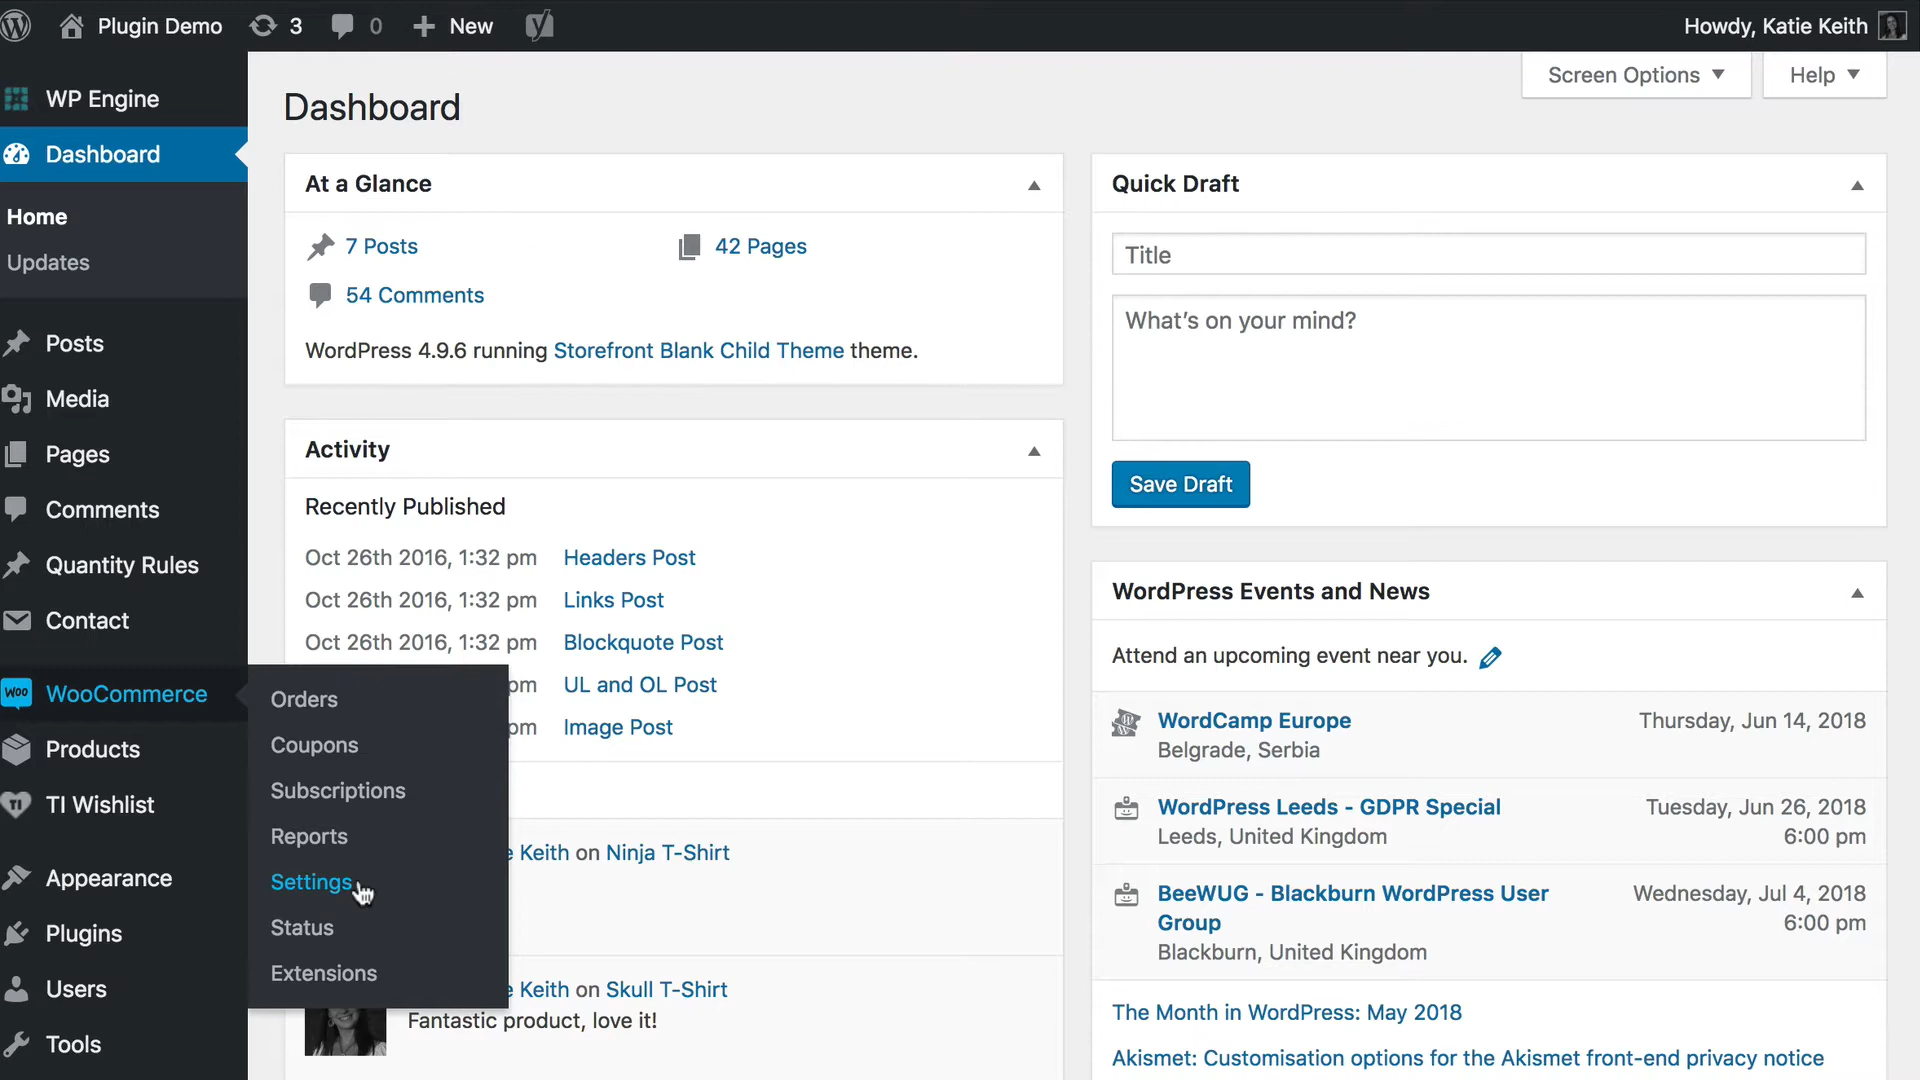 Plugin Demo 3 0 New Howdy, Katie Keith
Screen Options Help
WP Engine
Dashboard
Home
Updates
Posts
Media
Pages
Comments
Quantity Rules
Contact
WOO WooCommerce
Products
TI TI Wishlist
Appearance
Plugins
Users
Tools
Orders
Coupons
Subscriptions
Reports
Settings
Status
Extensions
Dashboard
At a Glance
7 Posts 42 Pages
54 Comments
WordPress 4.9.6 running Storefront Blank Child Theme theme.
Activity
Recently Published
Oct 26th 2016, 1:32 pm Headers Post
Oct 26th 2016, 1:32 pm Links Post
Oct 26th 2016, 1:32 pm Blockquote Post
pm UL and OL Post
pm Image Post
e Keith on Ninja T-Shirt
e Keith on Skull T-Shirt
Fantastic product, love it!
Quick Draft
Title
What's on your mind?
Save Draft
WordPress Events and News
Attend an upcoming event near you.
WordCamp Europe Thursday, Jun 14, 2018
Belgrade, Serbia
WordPress Leeds - GDPR Special Tuesday, Jun 26, 2018
Leeds, United Kingdom 6:00 pm
BeeWUG - Blackburn WordPress User Wednesday, Jul 4, 2018
Group 6:00 pm
Blackburn, United Kingdom
The Month in WordPress: May 2018
Akismet: Customisation options for the Akismet front-end privacy notice